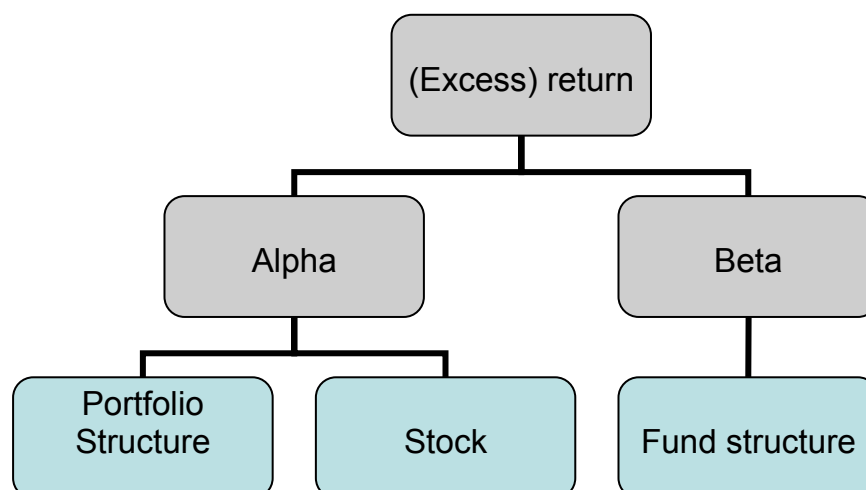 (Excess) return
Alpha
Beta
Portfolio
Structure
Stock
Fund structure